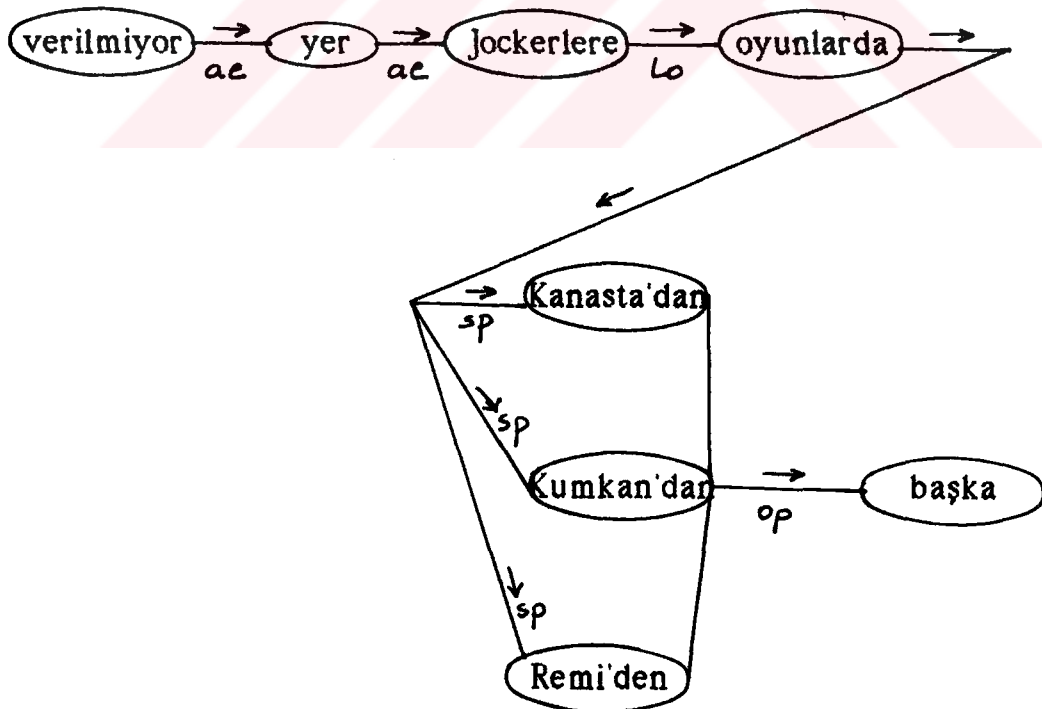 verilmiyor yer Jockerlere oyunlarda
ae ae Lo
Kanasta'dan
sp
sp
Kumkan'dan başka
op
sp
Remi'den